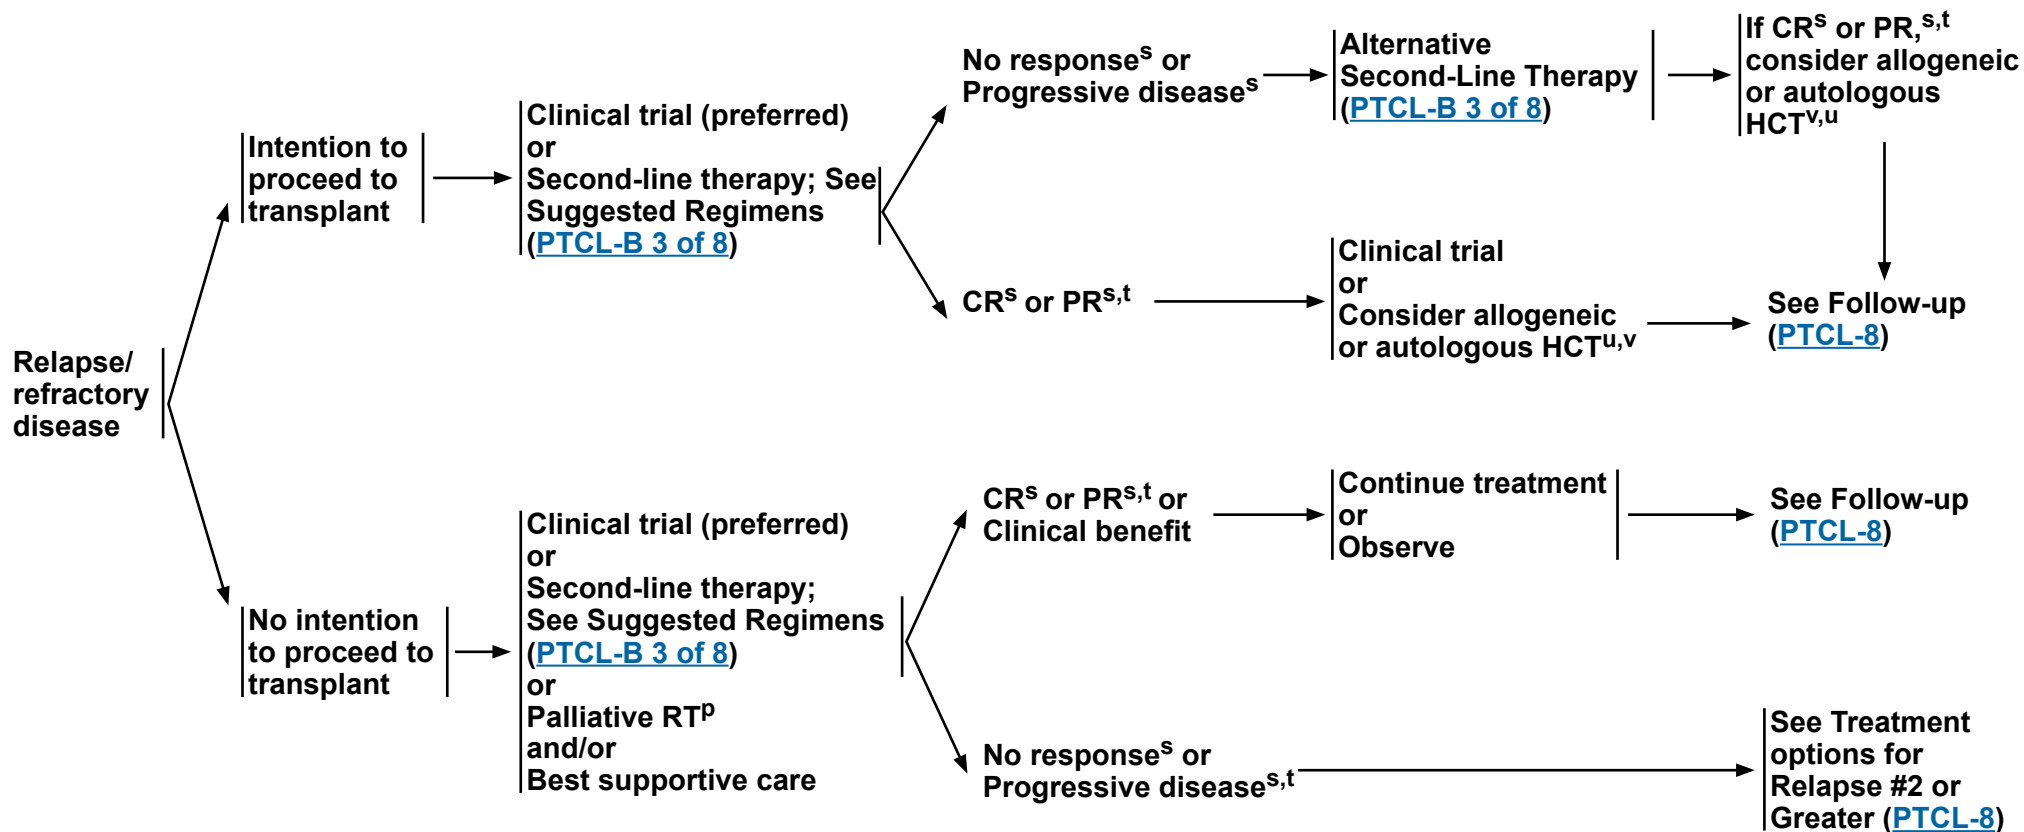 Relapse/
refractory
disease
Intention to
proceed to
transplant
Clinical trial (preferred)
or
Second-line therapy; See
Suggested Regimens
(PTCL-B 3 of 8)
No responseˢ or
Progressive diseaseˢ
Alternative
Second-Line Therapy
(PTCL-B 3 of 8)
If CRˢ or PR,ˢ,ᵗ
consider allogeneic
or autologous
HCTᵛ,ᵘ
CRˢ or PRˢ,ᵗ
Clinical trial
or
Consider allogeneic
or autologous HCTᵘ,ᵛ
See Follow-up
(PTCL-8)
No intention
to proceed to
transplant
Clinical trial (preferred)
or
Second-line therapy;
See Suggested Regimens
(PTCL-B 3 of 8)
or
Palliative RTᵖ
and/or
Best supportive care
CRˢ or PRˢ,ᵗ or
Clinical benefit
Continue treatment
or
Observe
See Follow-up
(PTCL-8)
No responseˢ or
Progressive diseaseˢ,ᵗ
See Treatment
options for
Relapse #2 or
Greater (PTCL-8)